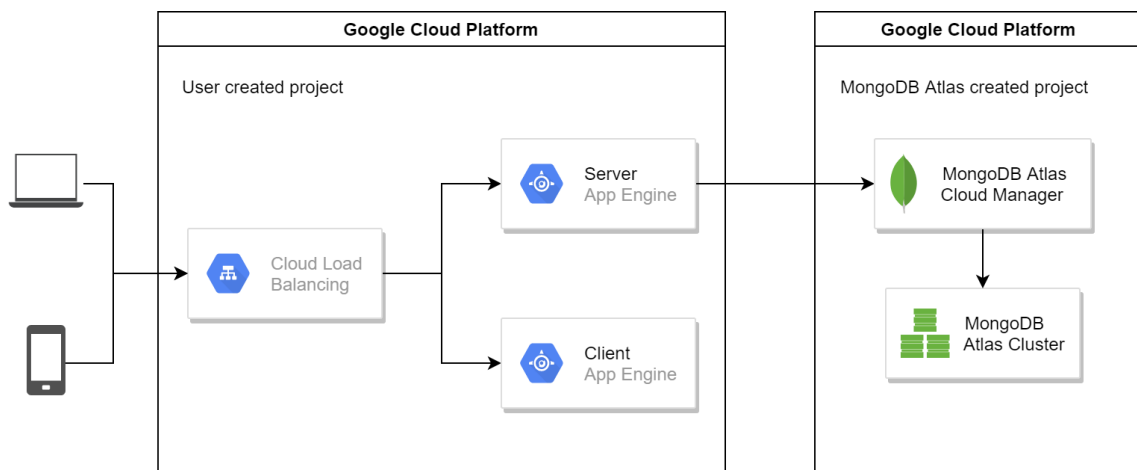 Google Cloud Platform
User created project
Cloud Load
Balancing
Server
App Engine
Client
App Engine
Google Cloud Platform
MongoDB Atlas created project
MongoDB Atlas
Cloud Manager
MongoDB
Atlas Cluster